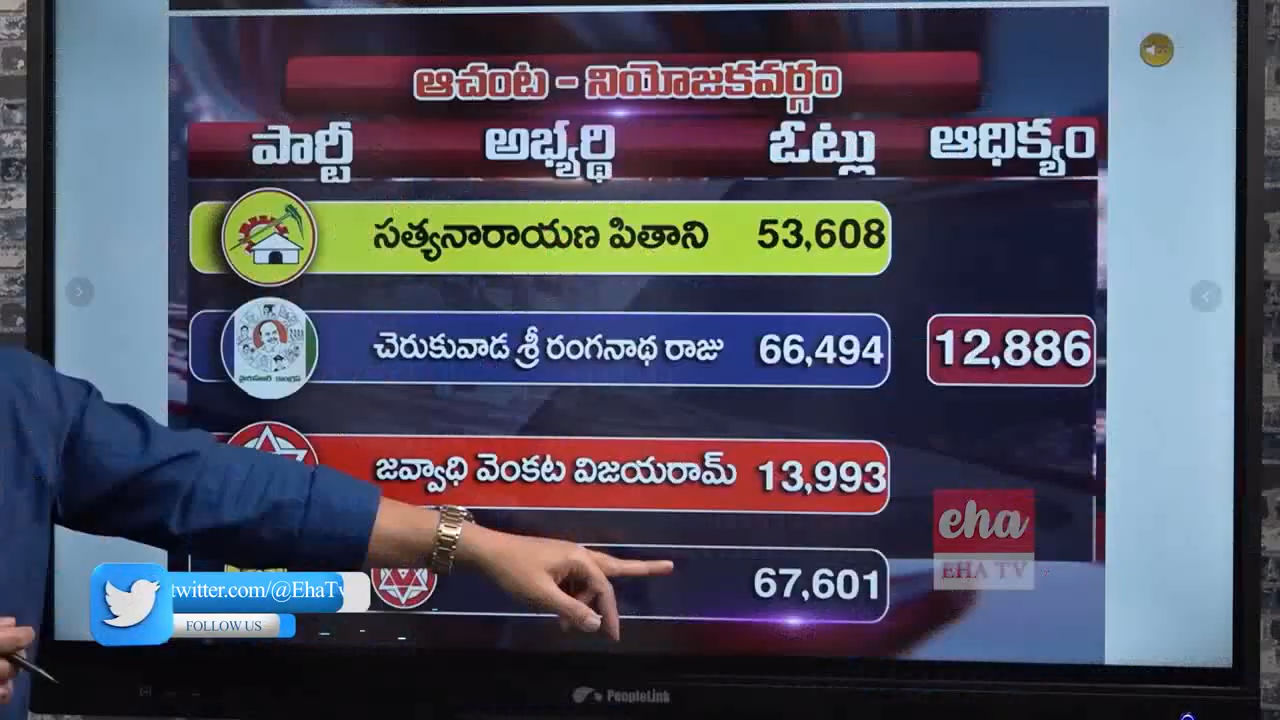 ఆచంట - నియోజకవర్గం
పార్టీ అభ్యర్థి ఓట్లు ఆధిక్యం
సత్యనారాయణ పితాని 53,608
చెరుకువాడ శ్రీ రంగనాథ రాజు 66,494 12,886
జవ్వాధి వెంకట విజయరామ్ 13,993
67,601
eha
EHA TV
twitter.com/@EhaTv
FOLLOW US
PeopleLink